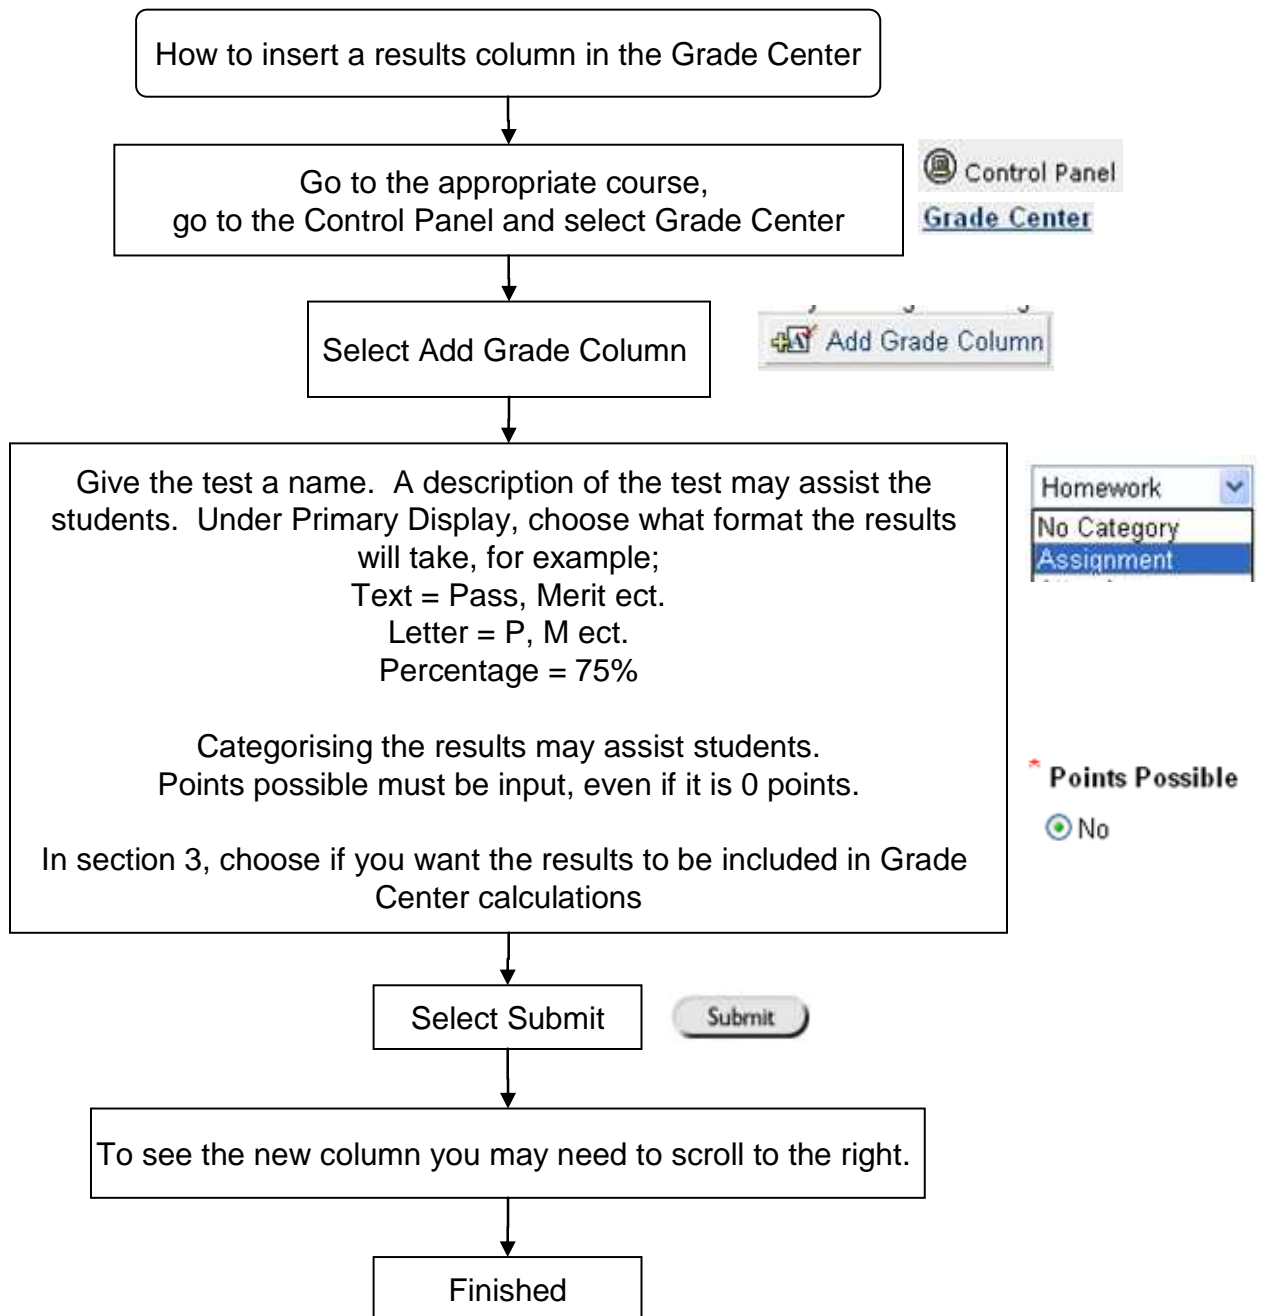 How to insert a results column in the Grade Center
Go to the appropriate course,
go to the Control Panel and select Grade Center
Control Panel
Grade Center
Select Add Grade Column
Add Grade Column
Give the test a name.  A description of the test may assist the
students.  Under Primary Display, choose what format the results
will take, for example;
Text = Pass, Merit ect.
Letter = P, M ect.
Percentage = 75%
Categorising the results may assist students.
Points possible must be input, even if it is 0 points.
In section 3, choose if you want the results to be included in Grade
Center calculations
Homework
No Category
Assignment
* Points Possible
No
Select Submit
Submit
To see the new column you may need to scroll to the right.
Finished